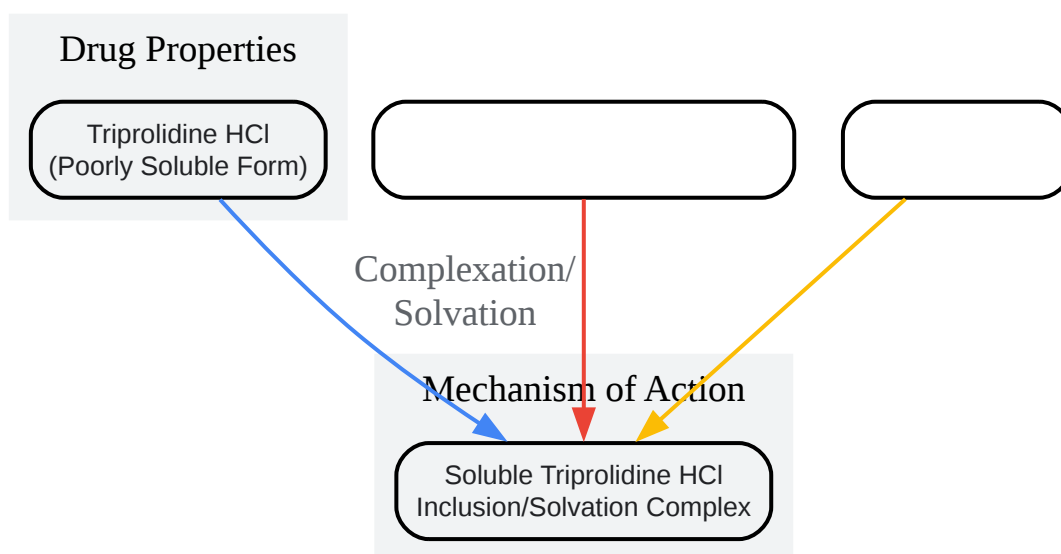 Drug Properties
Triprolidine HCl
(Poorly Soluble Form)
Complexation/
Solvation
Mechanism of Action
Soluble Triprolidine HCl
Inclusion/Solvation Complex